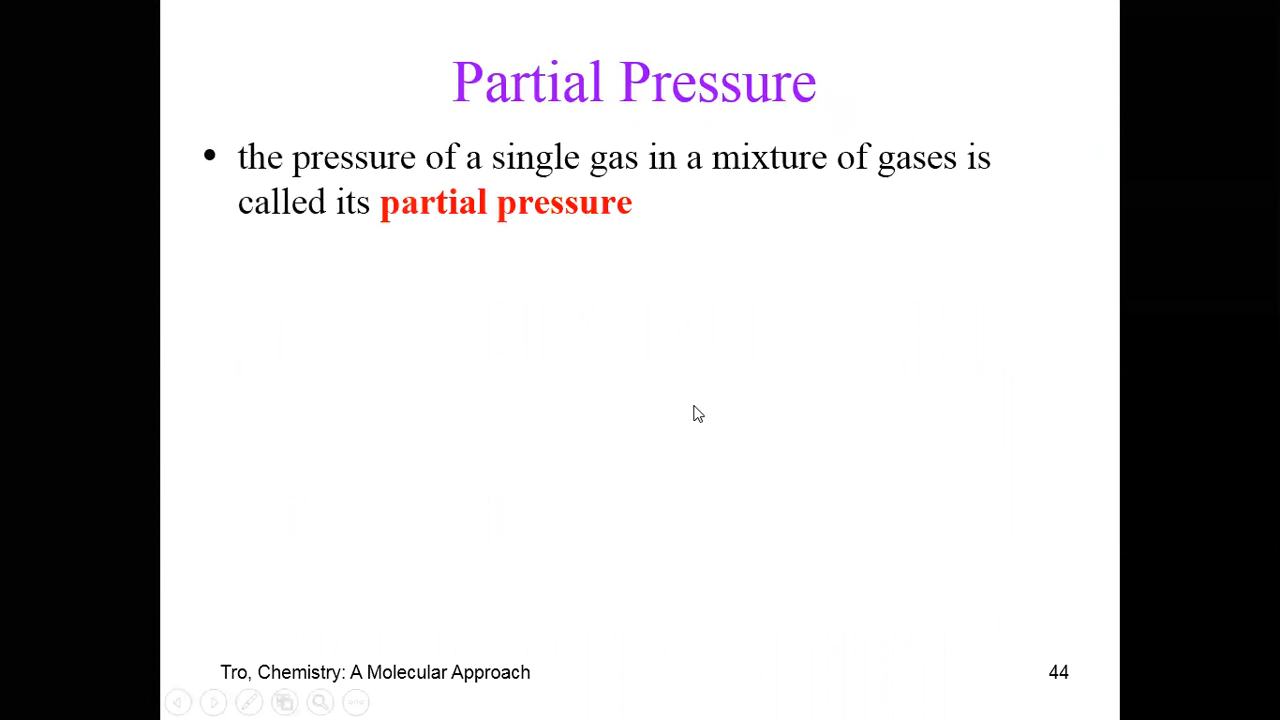 Partial Pressure
• the pressure of a single gas in a mixture of gases is
called its partial pressure
Tro, Chemistry: A Molecular Approach
44